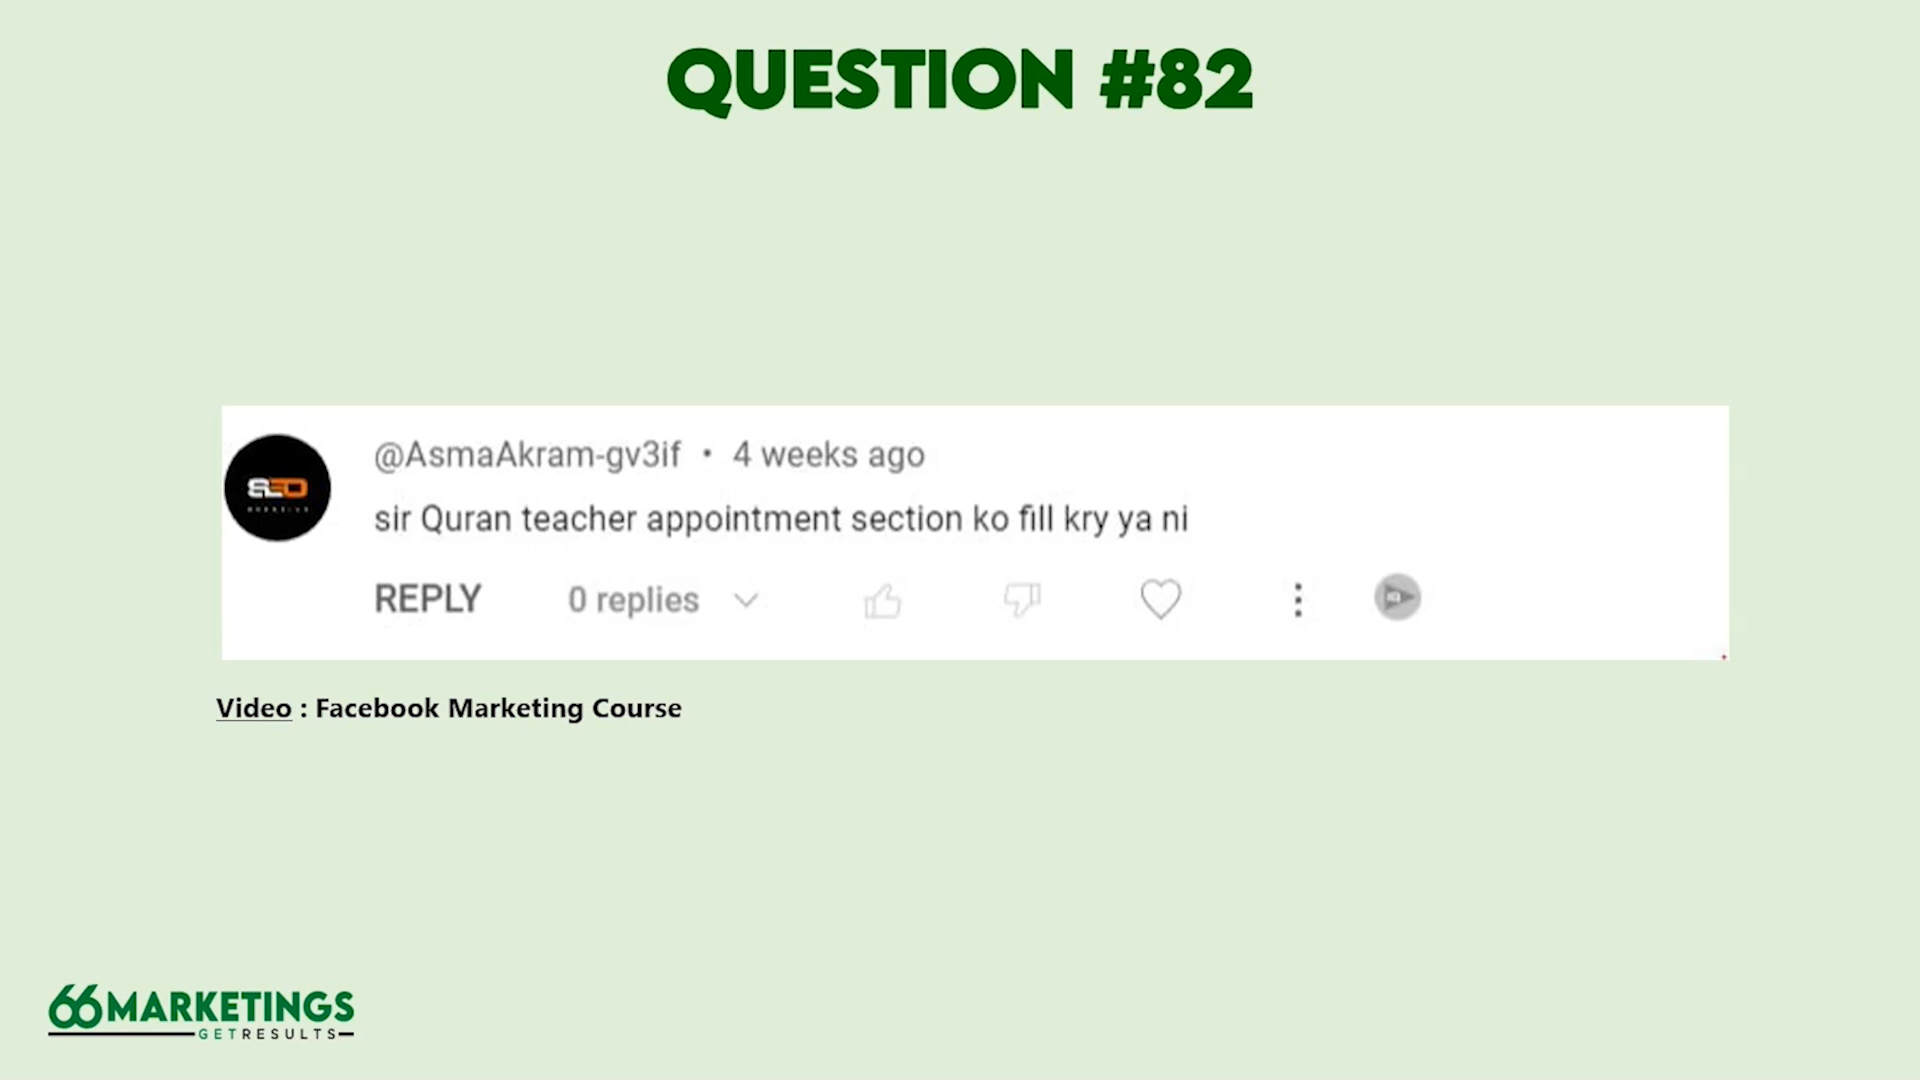 QUESTION #82
SEO
@AsmaAkram-gv3if • 4 weeks ago
sir Quran teacher appointment section ko fill kry ya ni
REPLY 0 replies
Video : Facebook Marketing Course
66MARKETINGS
GETRESULTS